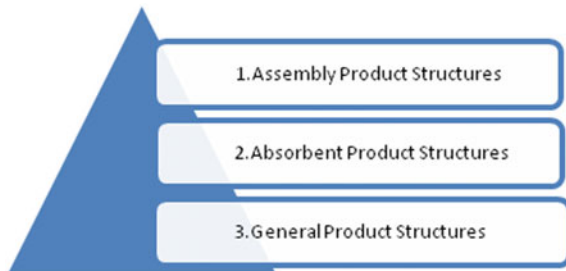 1.Assembly Product Structures
2.Absorbent Product Structures
3.General Product Structures